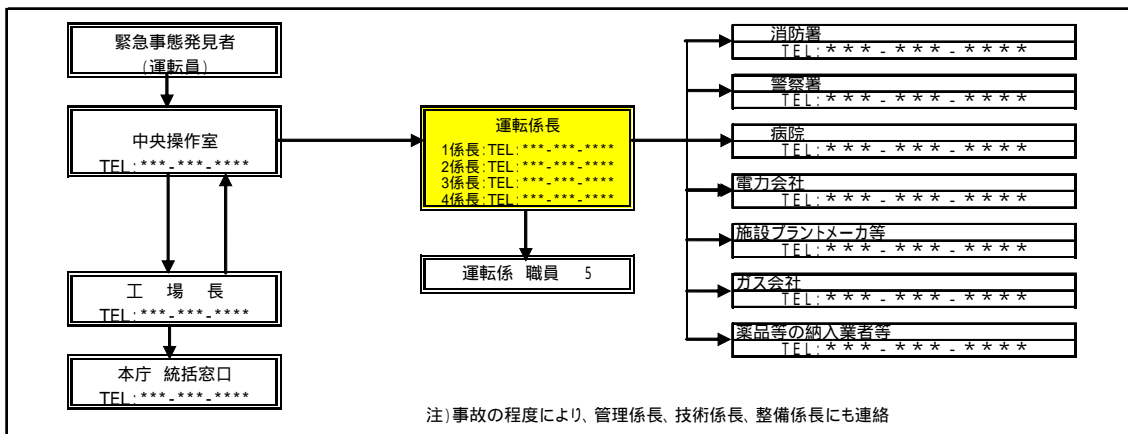 緊急事態発見者
(運転員)
中央操作室
TEL:***-***-****
工 場 長
TEL:***-***-****
本庁 統括窓口
TEL:***-***-****
運転係長
1係長:TEL:***-***-****
2係長:TEL:***-***-****
3係長:TEL:***-***-****
4係長:TEL:***-***-****
運転係 職員 5
消防署
TEL:***-***-****
警察署
TEL:***-***-****
病院
TEL:***-***-****
電力会社
TEL:***-***-****
施設プラントメーカ等
TEL:***-***-****
ガス会社
TEL:***-***-****
薬品等の納入業者等
TEL:***-***-****
注)事故の程度により、管理係長、技術係長、整備係長にも連絡